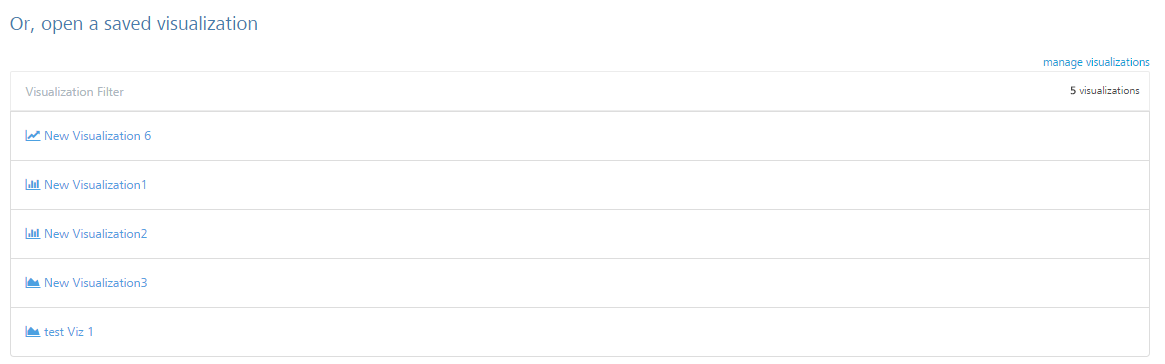 Or, open a saved visualization
manage visualizations
Visualization Filter
5 visualizations
New Visualization 6
New Visualization1
New Visualization2
New Visualization3
test Viz 1